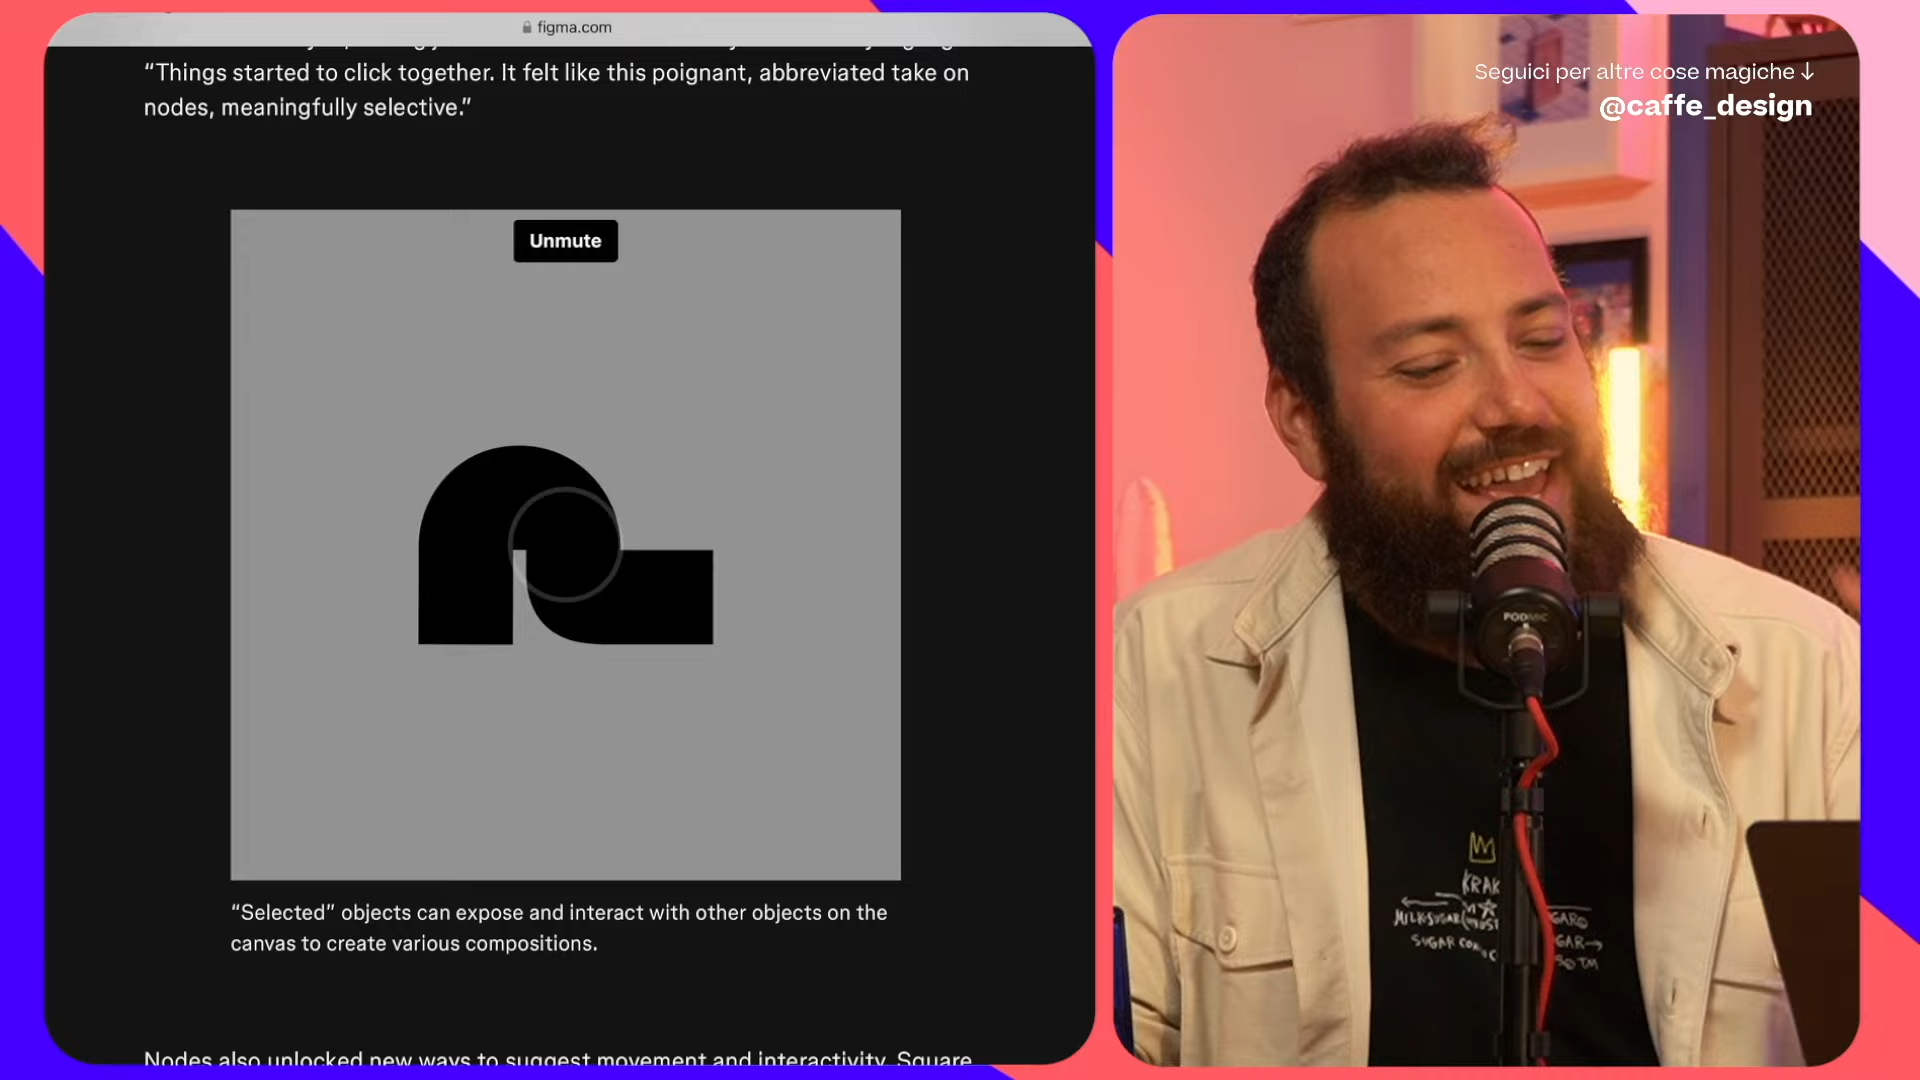 figma.com
“Things started to click together. It felt like this poignant, abbreviated take on
nodes, meaningfully selective.”
Unmute
“Selected” objects can expose and interact with other objects on the
canvas to create various compositions.
Nodes also unlocked new ways to suggest movement and interactivity. Square
Seguici per altre cose magiche ↓
@caffe_design
PODMIC
KRAK